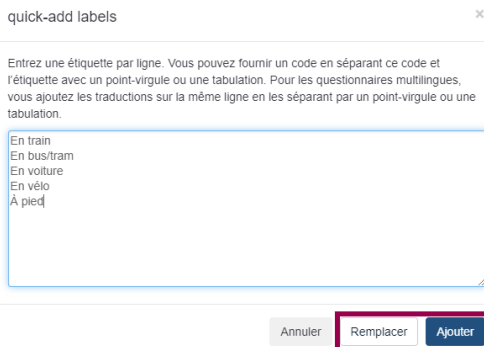 quick-add labels ×
Entrez une étiquette par ligne. Vous pouvez fournir un code en séparant ce code et
l'étiquette avec un point-virgule ou une tabulation. Pour les questionnaires multilingues,
vous ajoutez les traductions sur la même ligne en les séparant par un point-virgule ou une
tabulation.
En train
En bus/tram
En voiture
En vélo
À pied
Annuler Remplacer Ajouter